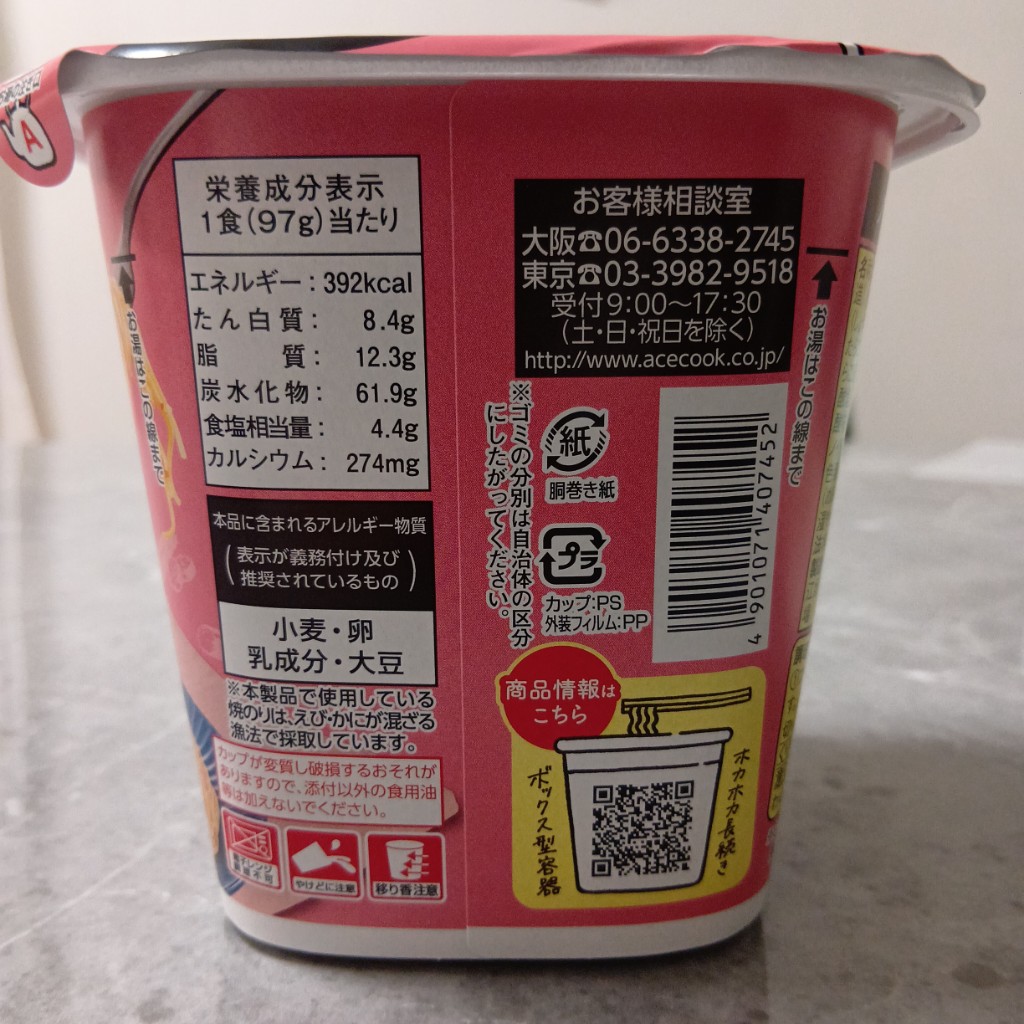 A
栄養成分表示
1食(97g)当たり
エネルギー:392kcal
たん白質: 8.4g
脂質: 12.3g
炭水化物: 61.9g
食塩相当量: 4.4g
カルシウム: 274mg
本品に含まれるアレルギー物質
(表示が義務付け及び
推奨されているもの)
小麦・卵
乳成分・大豆
※本製品で使用している
焼のりは、えび・かにが混ざる
漁法で採取しています。
カップが変質し破損するおそれが
ありますので、添付以外の食用油
等は加えないでください。
やけどに注意
移り香注意
お湯はこの線まで
お客様相談室
大阪☎06-6338-2745
東京☎03-3982-9518
受付9:00〜17:30
(土・日・祝日を除く)
http://www.acecook.co.jp/
※ゴミの分別は自治体の区分
にしたがってください。
紙
胴巻き紙
プラ
カップ:PS
外装フィルム:PP
4 901071 407452
商品情報は
こちら
ホカホカ長続き
ボックス型容器
お湯はこの線まで